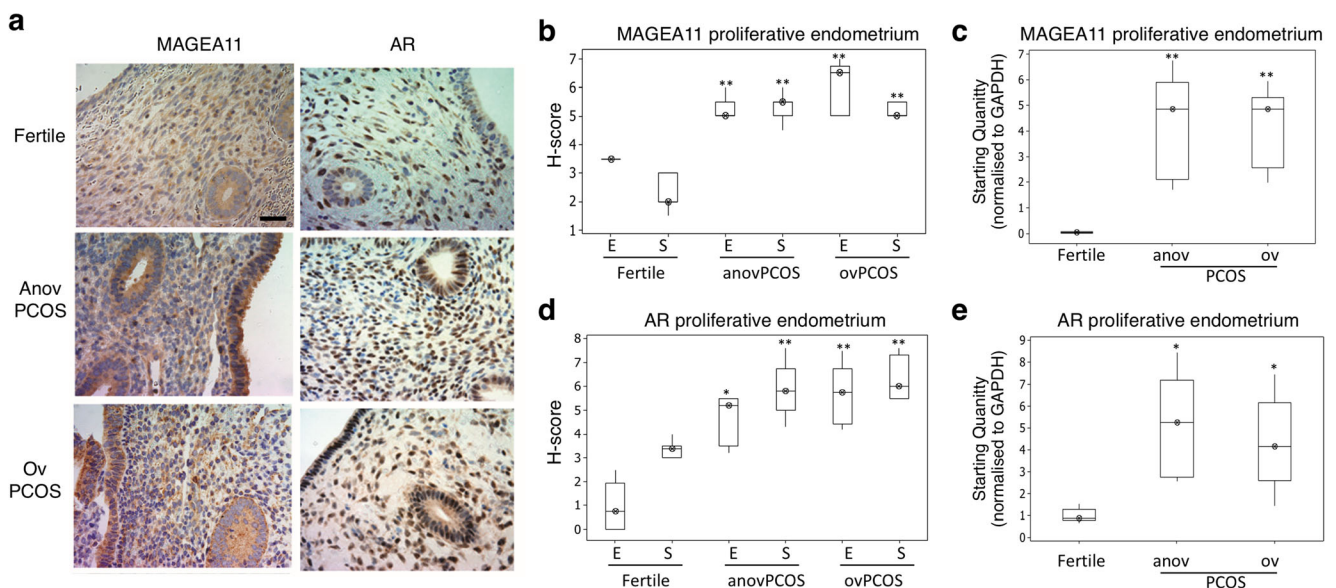 a
MAGEA11
AR
Fertile
Anov
PCOS
Ov
PCOS
b
MAGEA11 proliferative endometrium
H-score
7
6
5
4
3
2
1
**
**
**
**
E
S
E
S
E
S
Fertile
anovPCOS
ovPCOS
c
MAGEA11 proliferative endometrium
Starting Quanitty
(normalised to GAPDH)
7
6
5
4
3
2
1
0
**
**
Fertile
anov
ov
PCOS
d
AR proliferative endometrium
H-score
8
7
6
5
4
3
2
1
0
*
**
**
**
E
S
E
S
E
S
Fertile
anovPCOS
ovPCOS
e
AR proliferative endometrium
Starting Quanitty
(normalised to GAPDH)
9
8
7
6
5
4
3
2
1
0
*
*
Fertile
anov
ov
PCOS